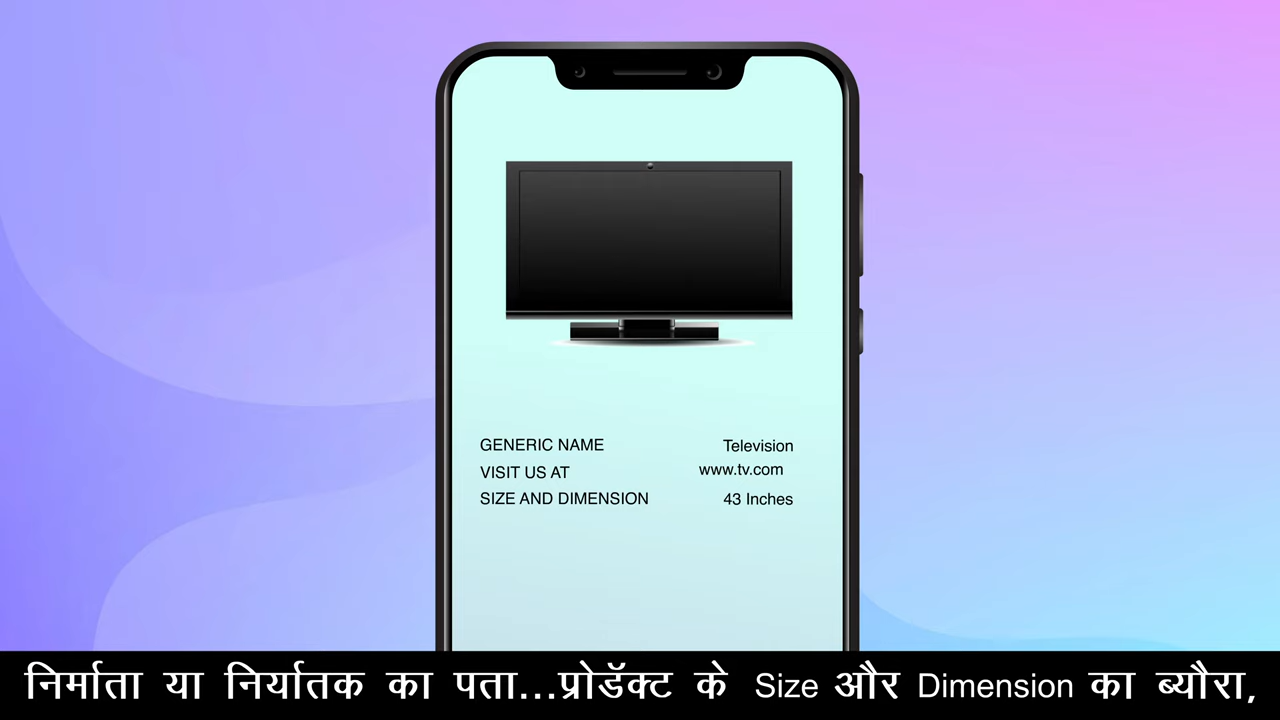 GENERIC NAME Television
VISIT US AT www.tv.com
SIZE AND DIMENSION 43 Inches
निर्माता या निर्यातक का पता...प्रोडॅक्ट के Size और Dimension का ब्यौरा,